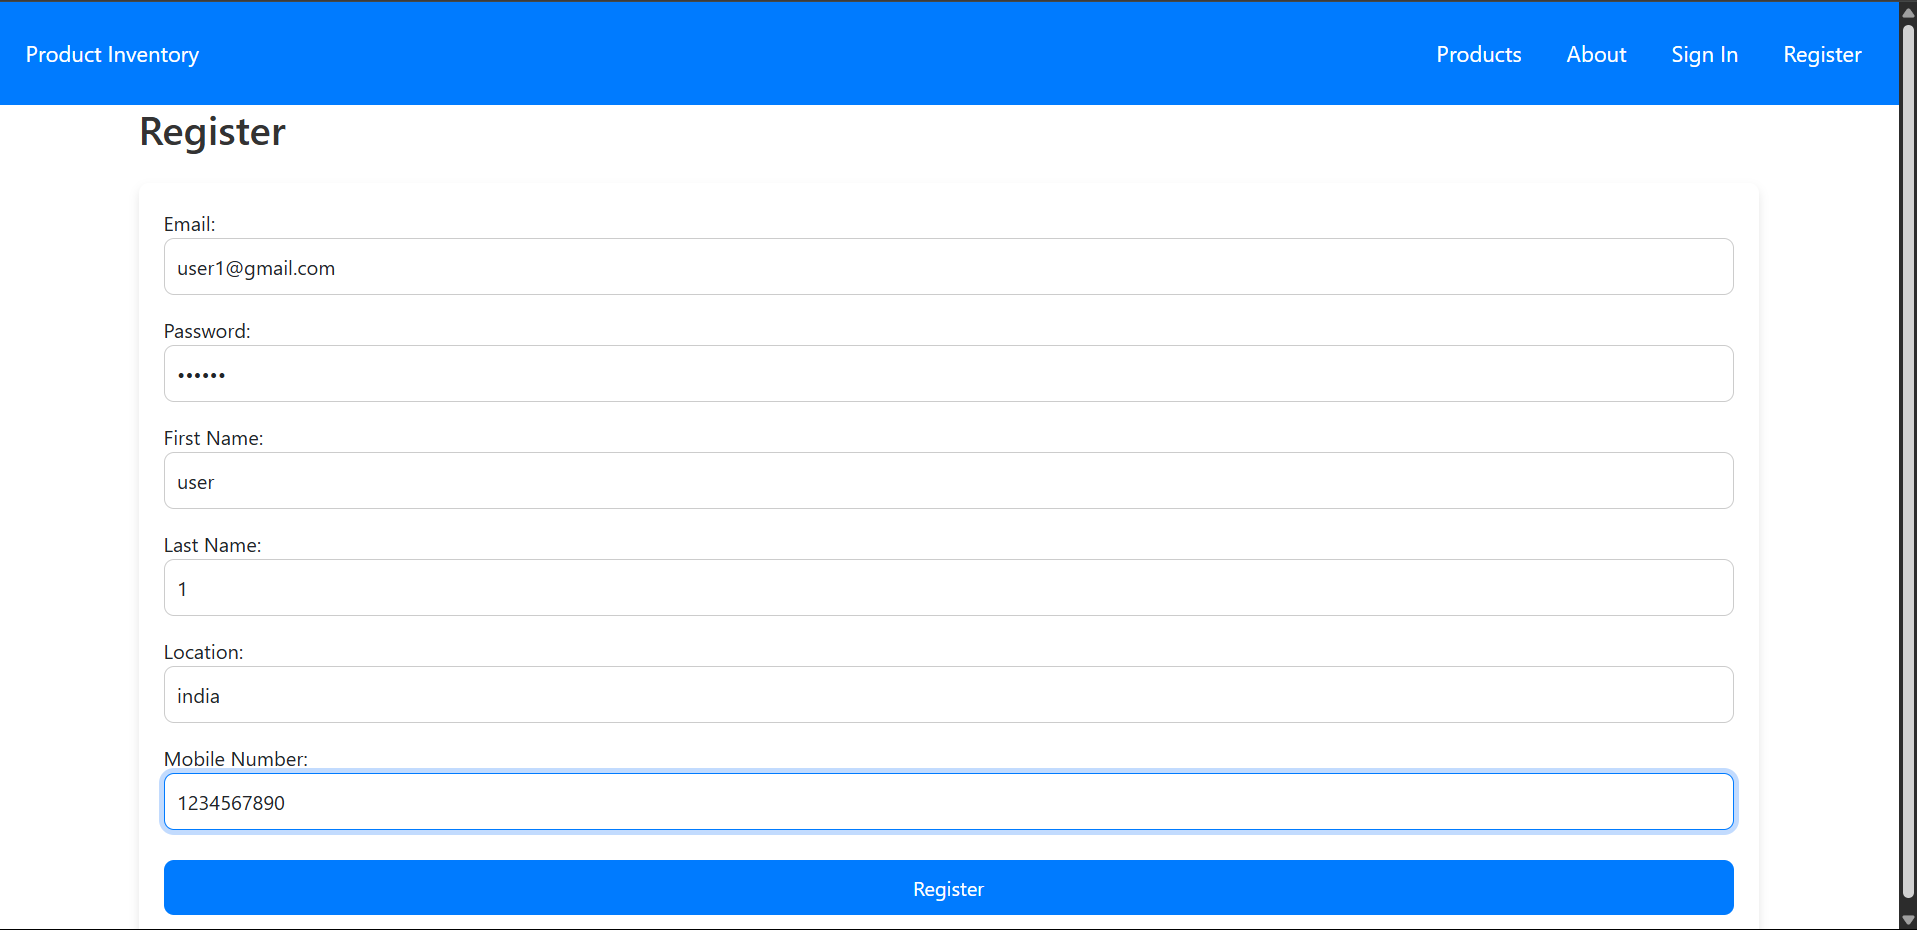 Product Inventory Products About Sign In Register
Register
Email:
user1@gmail.com
Password:
••••••
First Name:
user
Last Name:
1
Location:
india
Mobile Number:
1234567890
Register